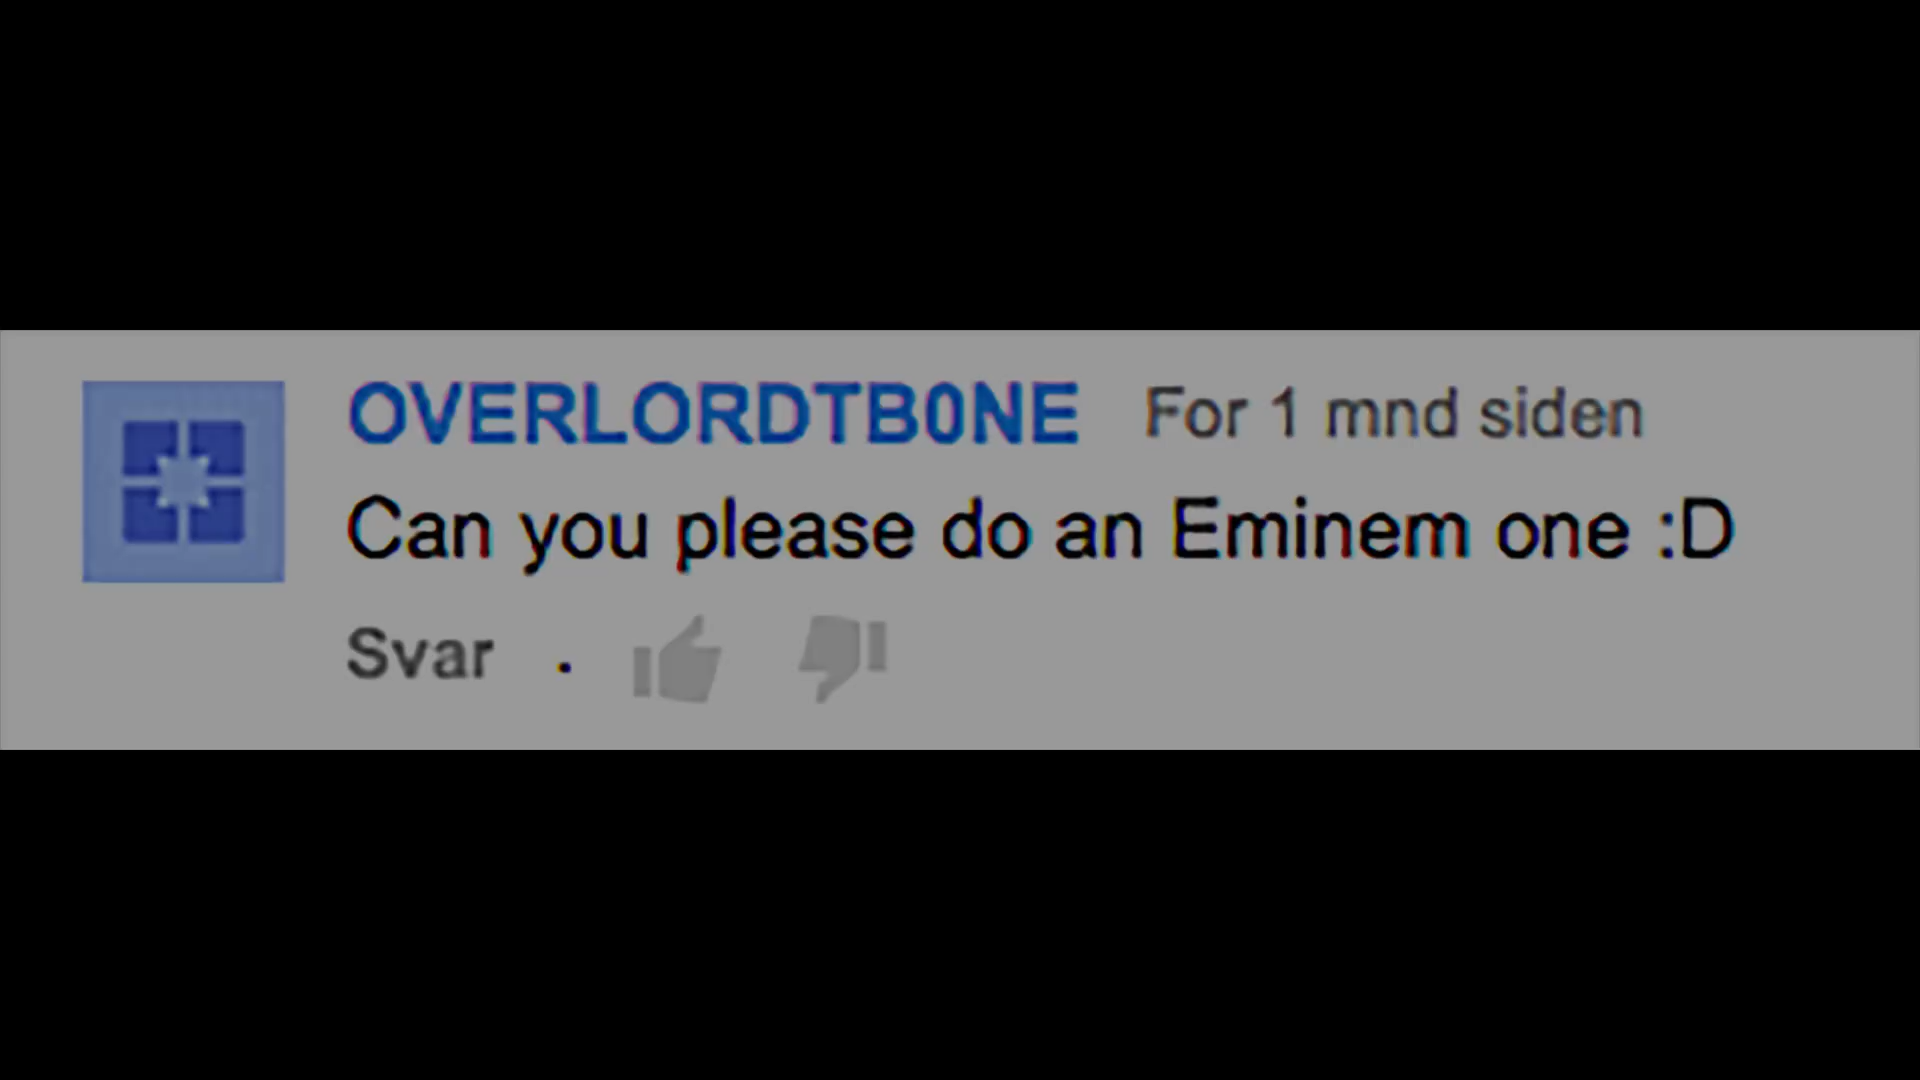 OVERLORDTB0NE For 1 mnd siden
Can you please do an Eminem one :D
Svar .